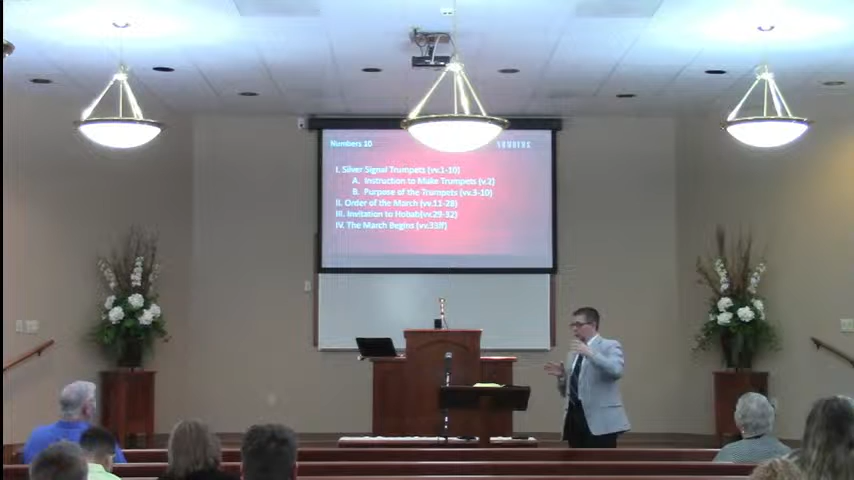 Numbers 10
NUMBERS
I. Silver Signal Trumpets (vv.1-10)
A. Instruction to Make Trumpets (v.2)
B. Purpose of the Trumpets (vv.3-10)
II. Order of the March (vv.11-28)
III. Invitation to Hobab(vv.29-32)
IV. The March Begins (vv.33ff)